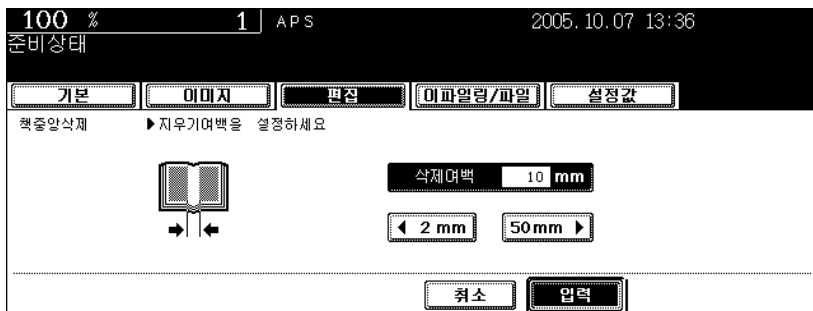 100 % 1 APS 2005.10.07 13:36
준비상태
기본 이미지 편집 이파일링/파일 설정값
책중앙삭제 ▶지우기여백을 설정하세요
삭제여백 10 mm
◀ 2 mm 50 mm ▶
취소 입력